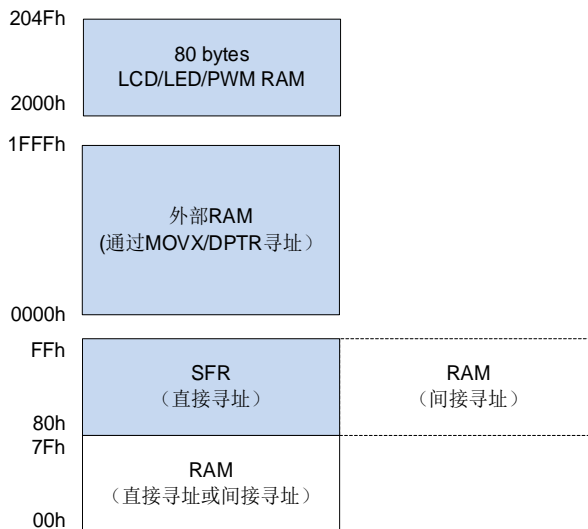 204Fh
80 bytes
LCD/LED/PWM RAM
2000h
1FFFh
外部RAM
(通过MOVX/DPTR寻址）
0000h
FFh
SFR
（直接寻址）
RAM
（间接寻址）
80h
7Fh
RAM
（直接寻址或间接寻址）
00h